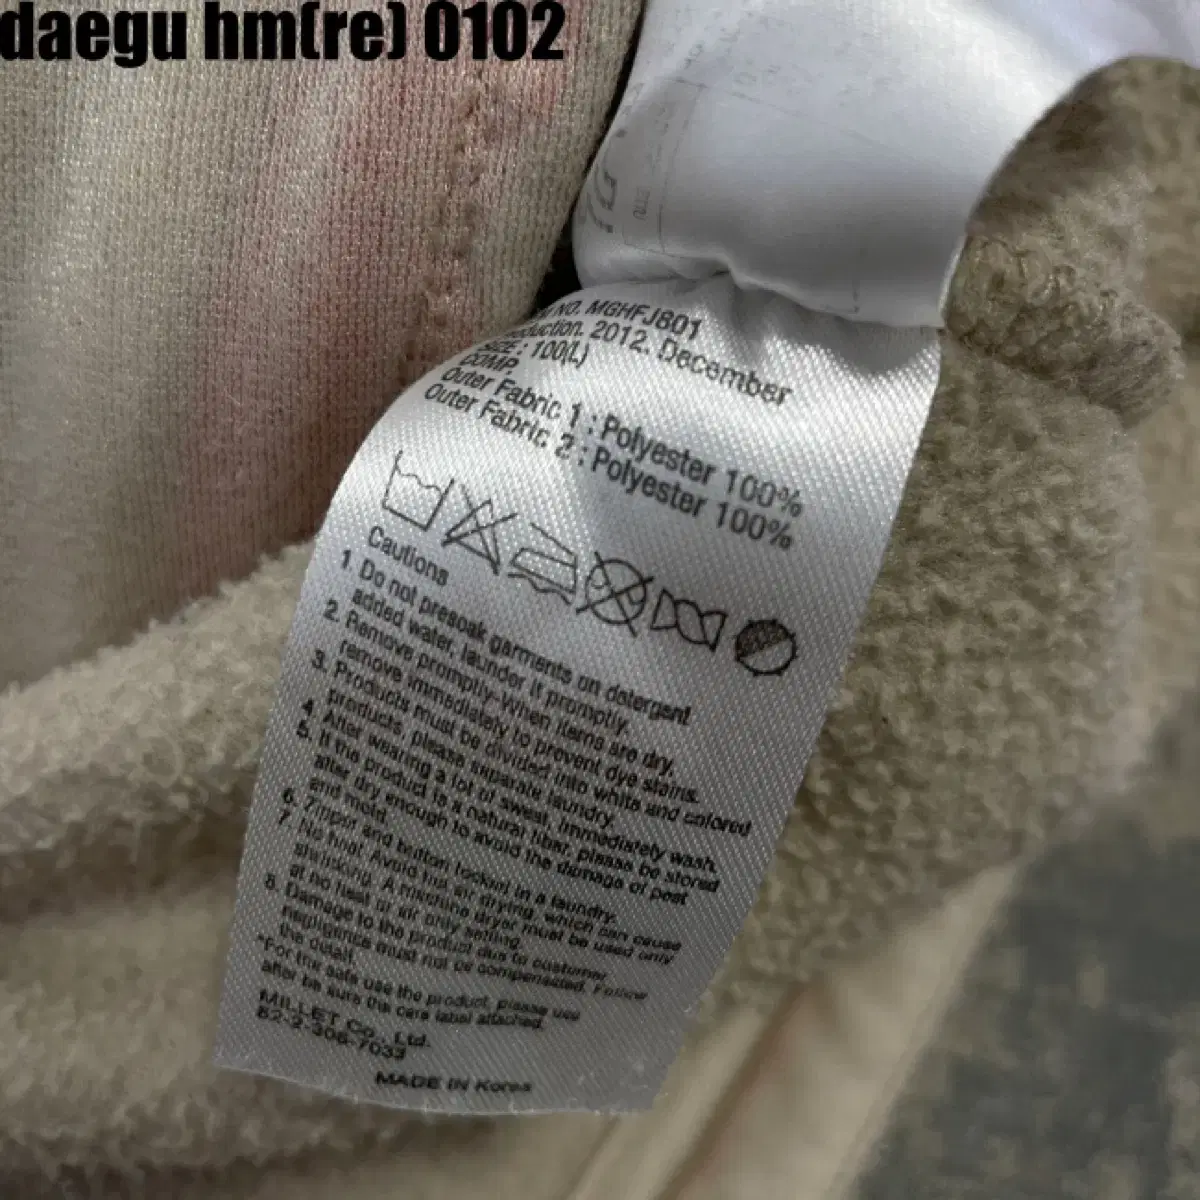 daegu hm(re) 0102
NO. MGHFJB01
2012. December
SIZE : 100(L)
COMP.
Outer Fabric 1 : Polyester 100%
Outer Fabric 2 : Polyester 100%
Cautions
1. Do not presoak garments on detergent
added water, launder it promptly.
2. Remove promptly-When items are dry,
remove immediately to prevent dye stains.
3. Products must be divided into white and colored
products, please separate laundry.
4. After wearing a lot of sweat, immediately wash.
5. If the product is a natural fiber, please be stored
after dry enough to avoid the damage of pest
and mold.
6. Zipper and button locked in a laundry.
7. No heat. Avoid hot air drying, which can cause
shrinking. A machine dryer must be used only
at no heat or air only setting.
8. Damage to the product due to customer
negligence must not be compensated. Follow
the detail.
*For the safe use the product, please use
after be sure the care label attached.
MILLET Co., Ltd.
82-2-306-7033
MADE IN Korea